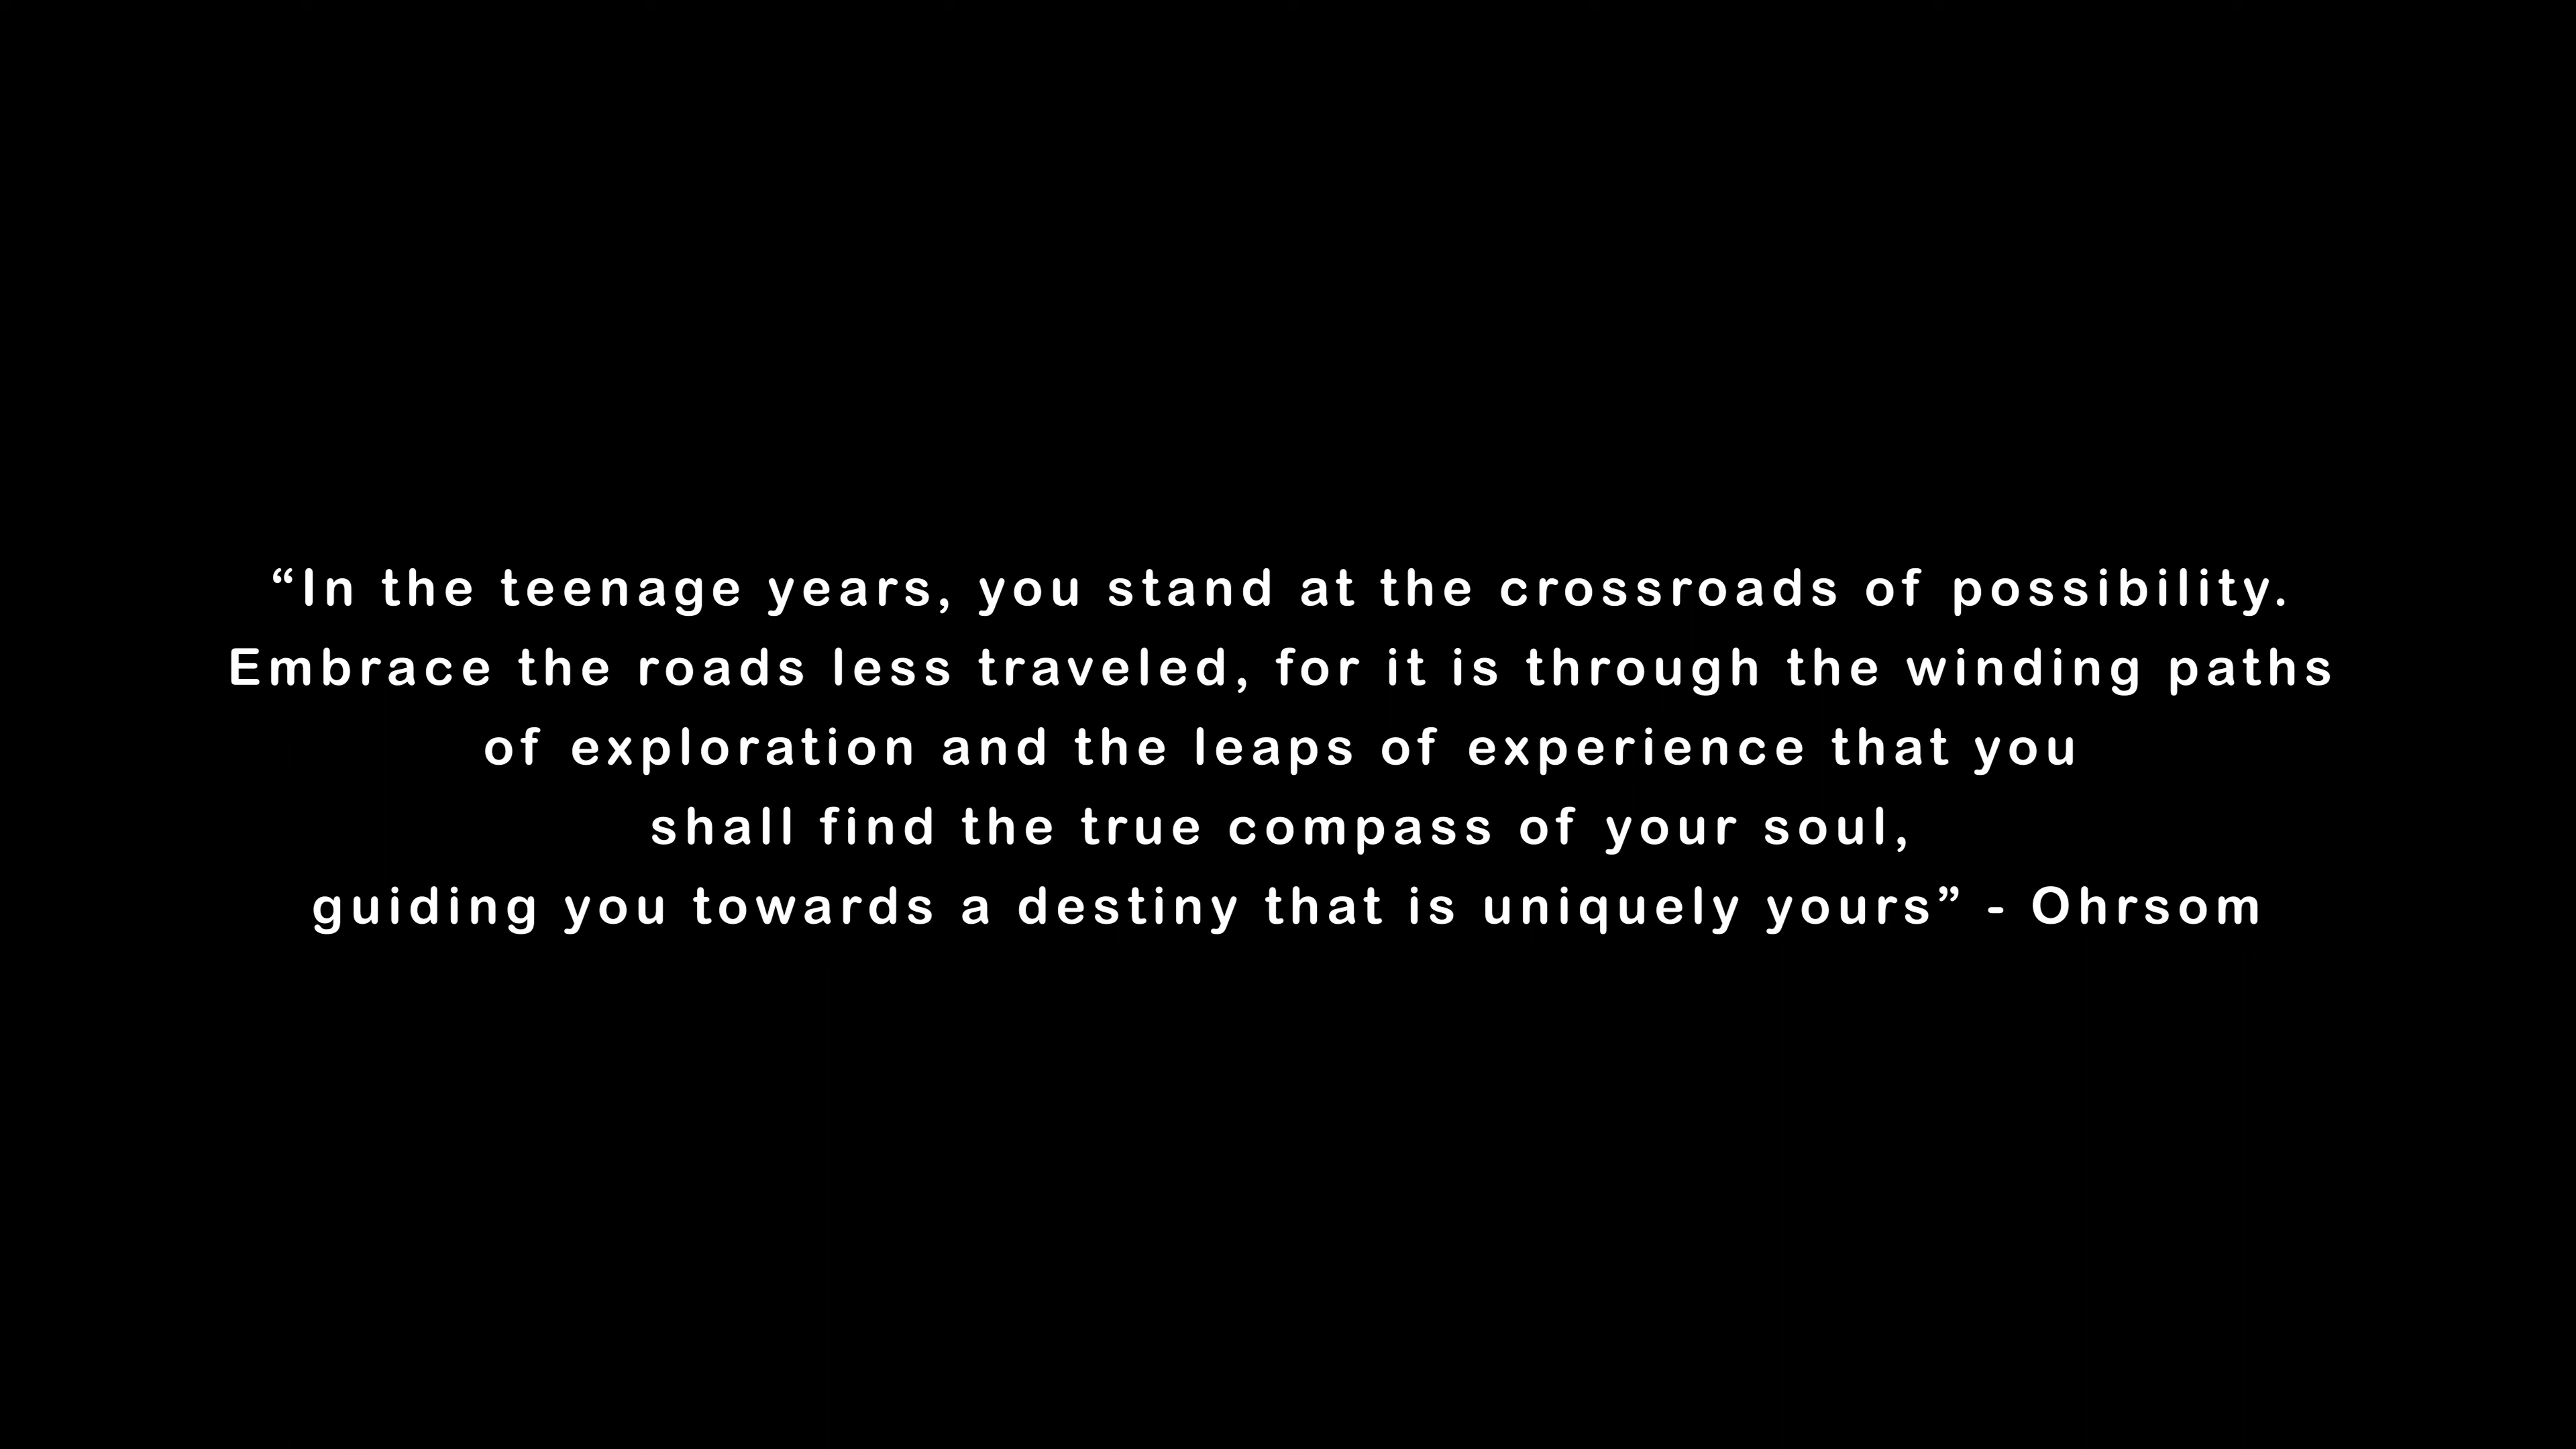 “In the teenage years, you stand at the crossroads of possibility.
Embrace the roads less traveled, for it is through the winding paths
of exploration and the leaps of experience that you
shall find the true compass of your soul,
guiding you towards a destiny that is uniquely yours” - Ohrsom